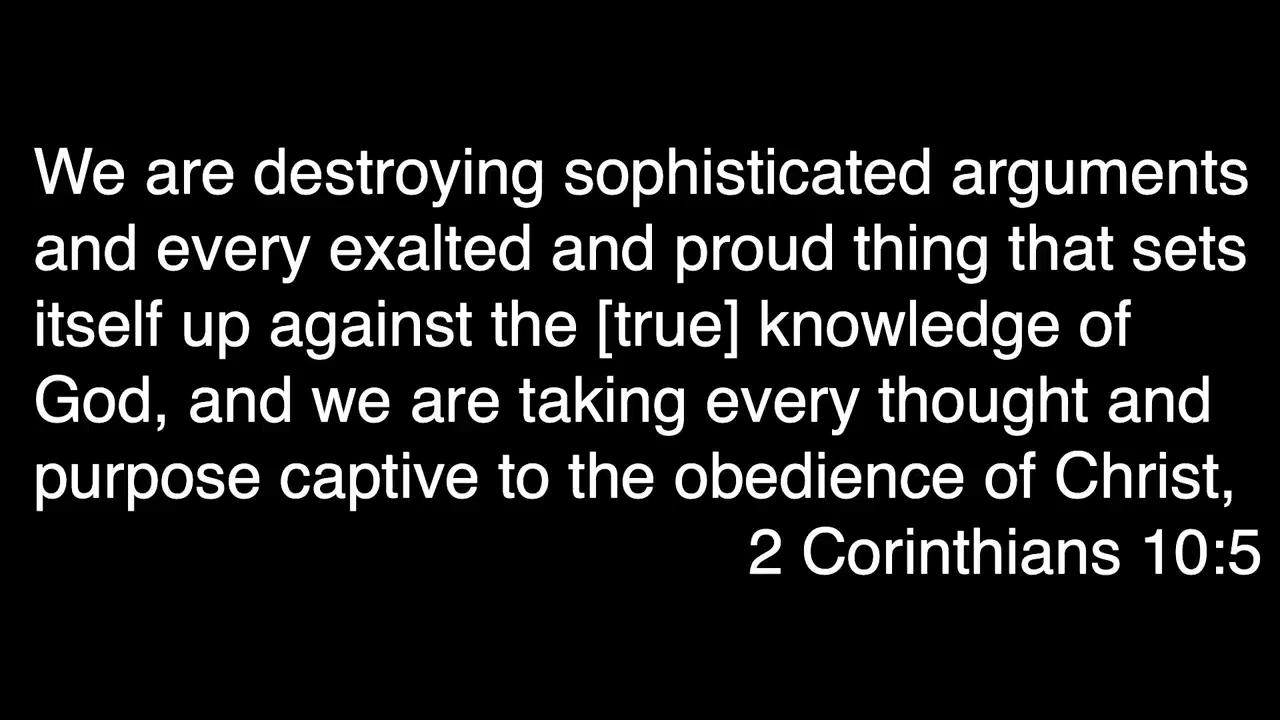 We are destroying sophisticated arguments
and every exalted and proud thing that sets
itself up against the [true] knowledge of
God, and we are taking every thought and
purpose captive to the obedience of Christ,
2 Corinthians 10:5